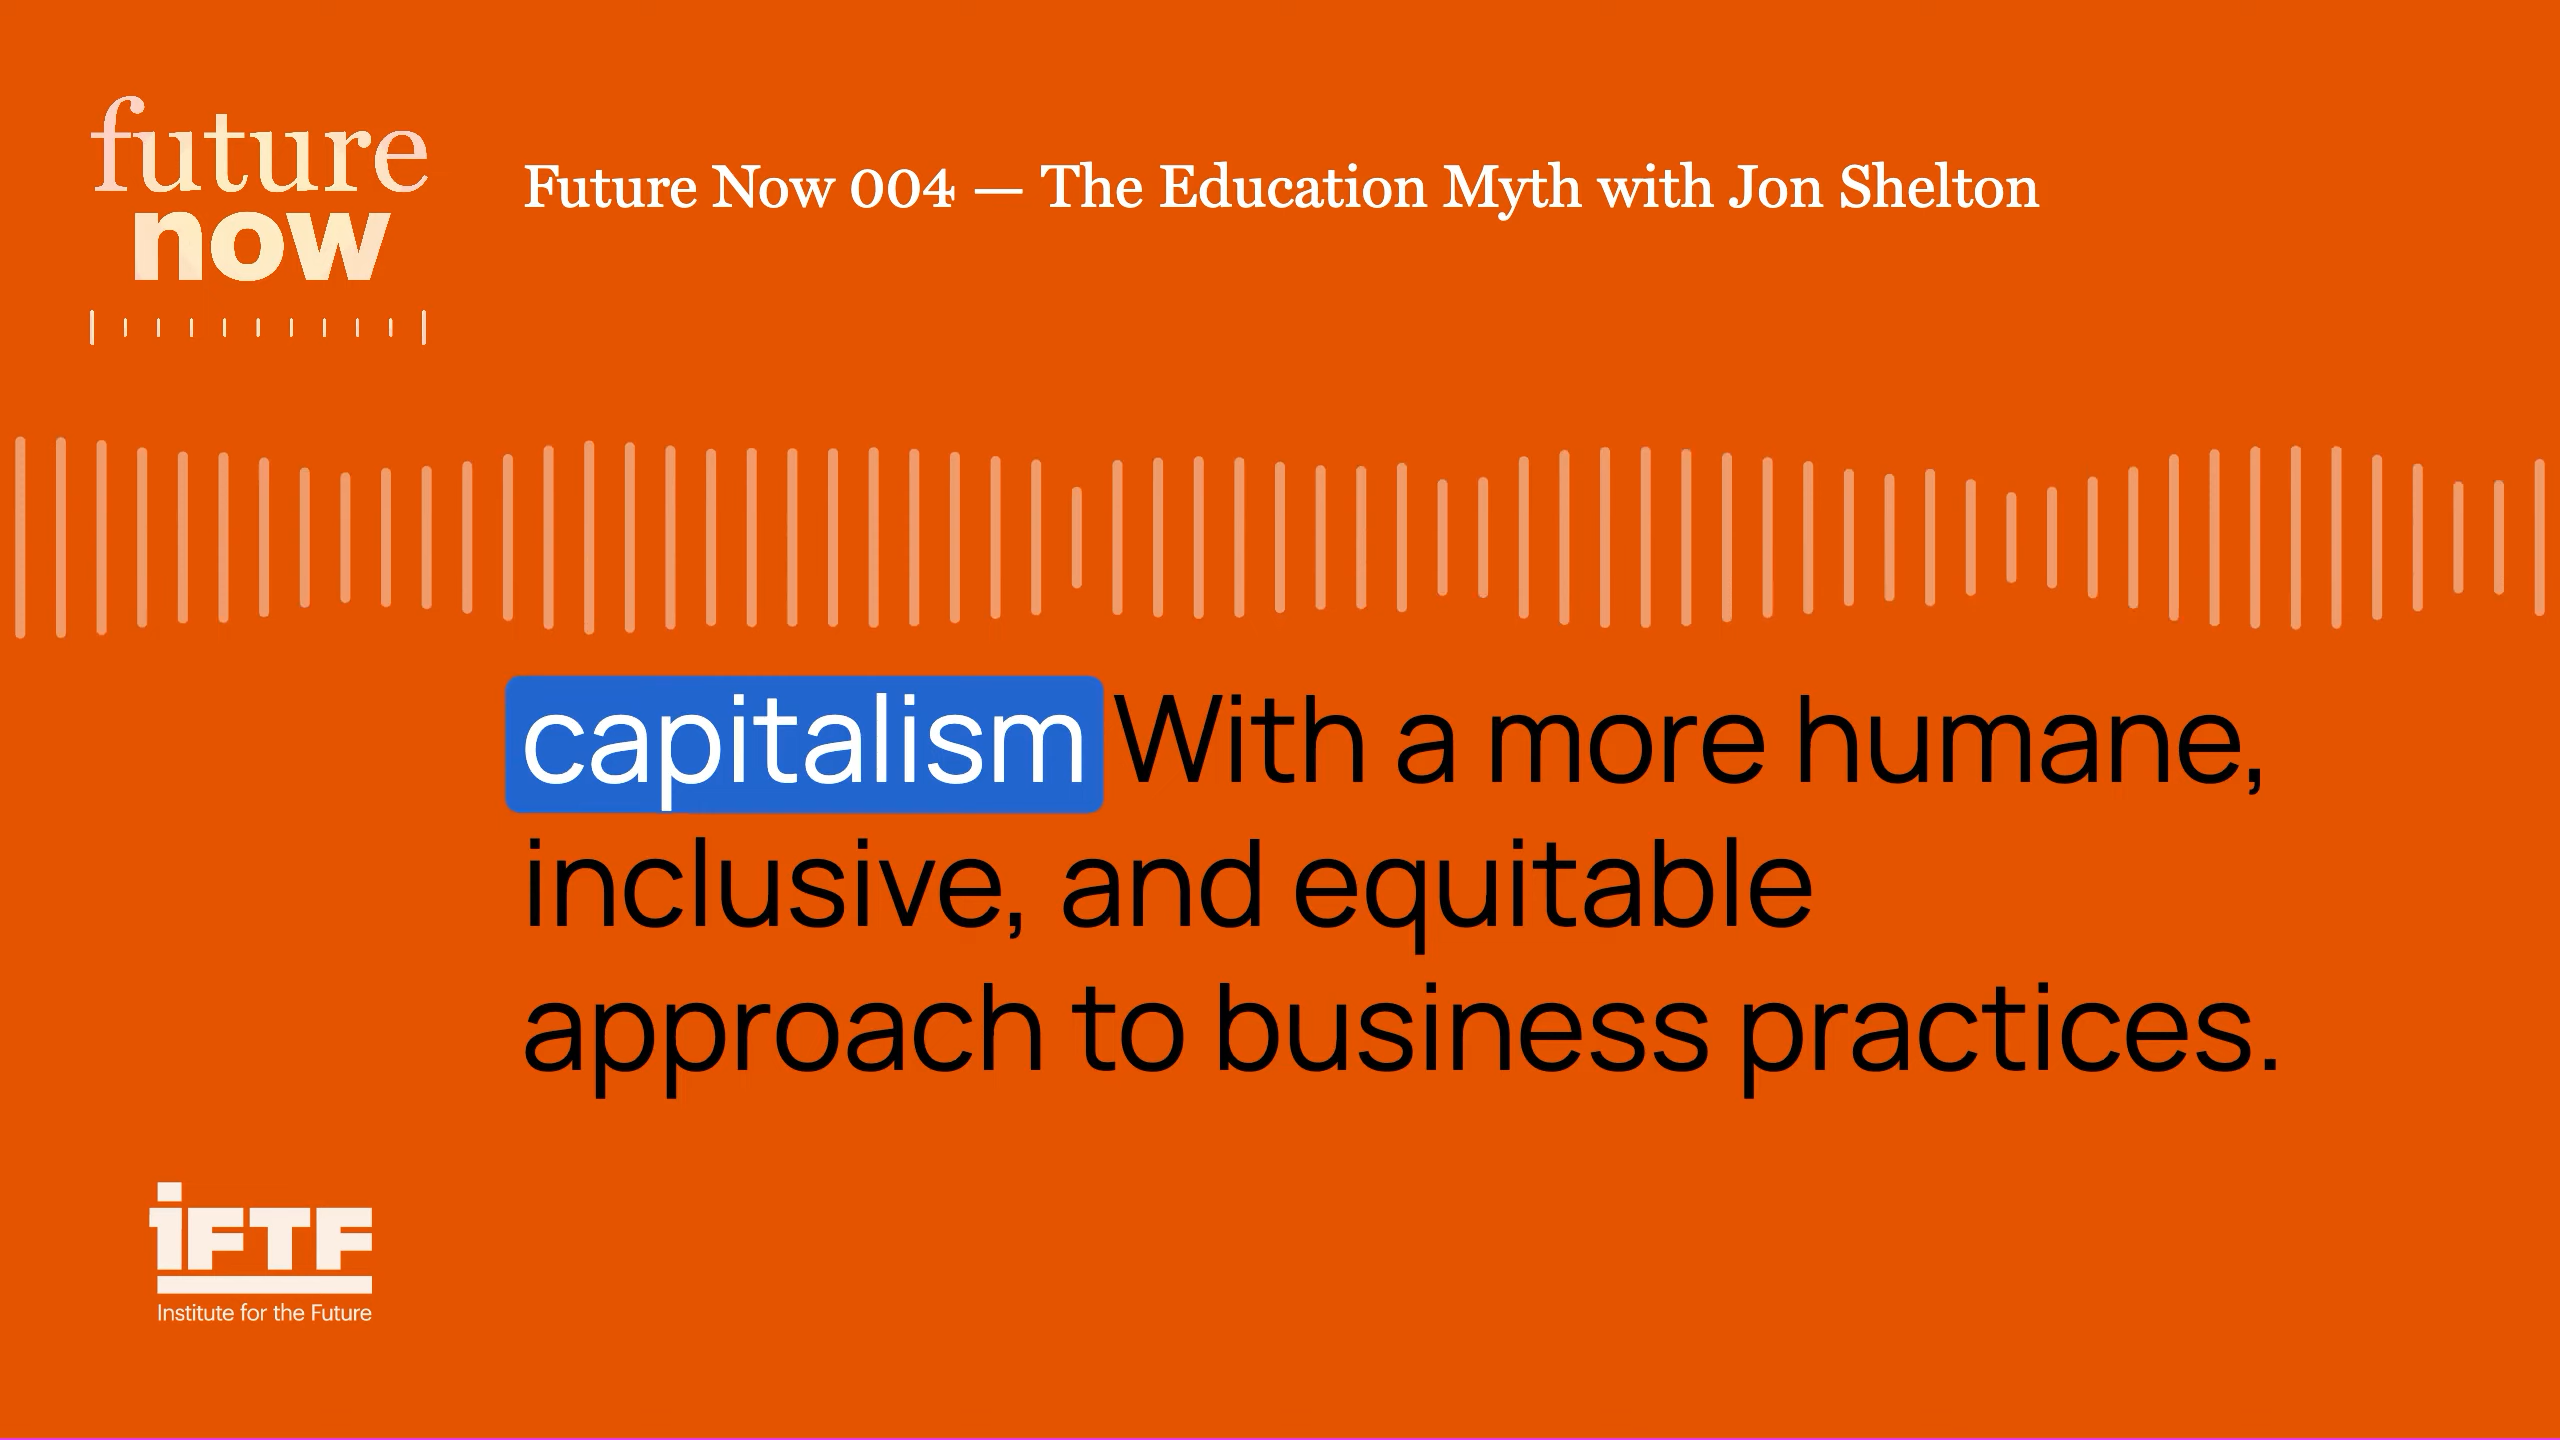 future
now
Future Now 004 — The Education Myth with Jon Shelton
capitalism With a more humane,
inclusive, and equitable
approach to business practices.
iFTF
Institute for the Future